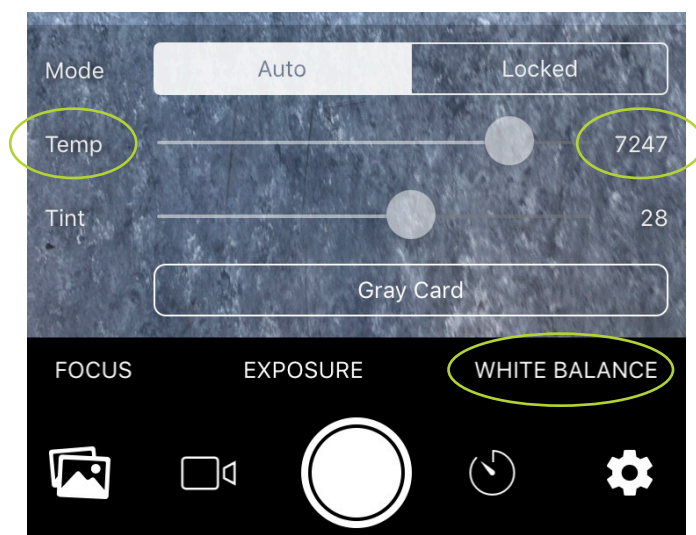 Mode Auto Locked
Temp 7247
Tint 28
Gray Card
FOCUS EXPOSURE WHITE BALANCE